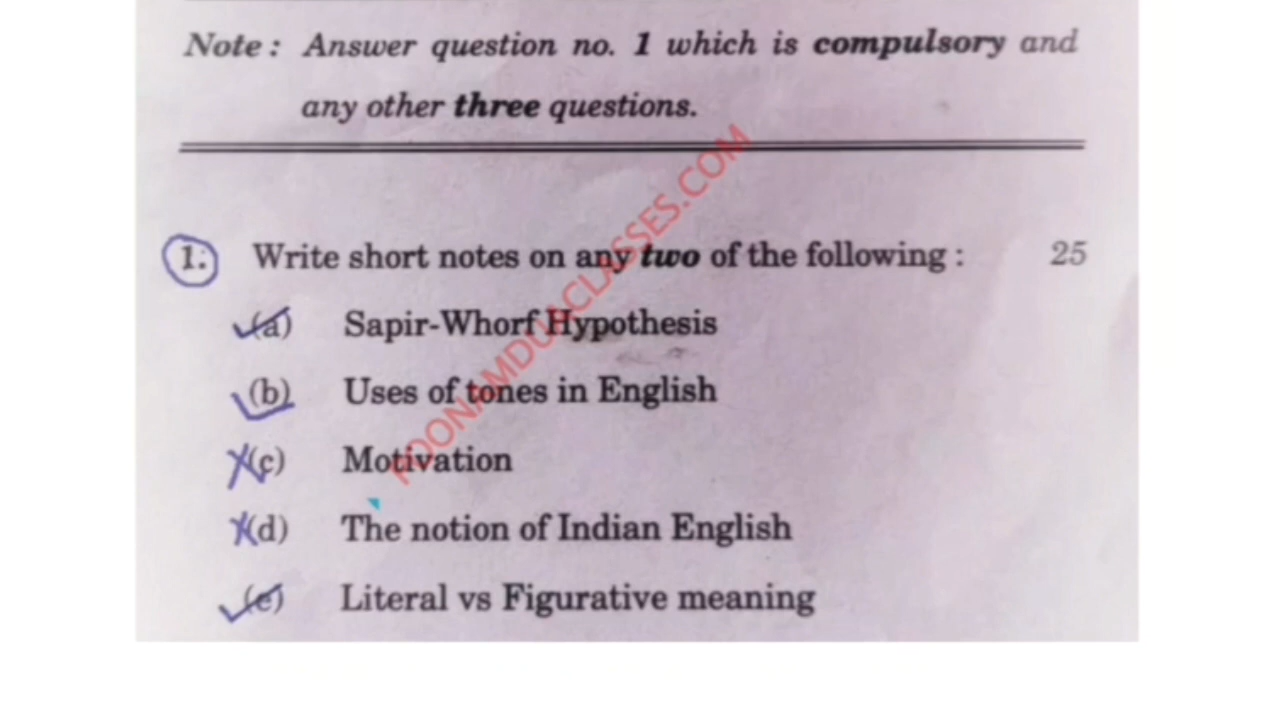 Note : Answer question no. 1 which is compulsory and
any other three questions.
1. Write short notes on any two of the following : 25
(a) Sapir-Whorf Hypothesis
(b) Uses of tones in English
(c) Motivation
(d) The notion of Indian English
(e) Literal vs Figurative meaning
POONAMDUACLASSES.COM